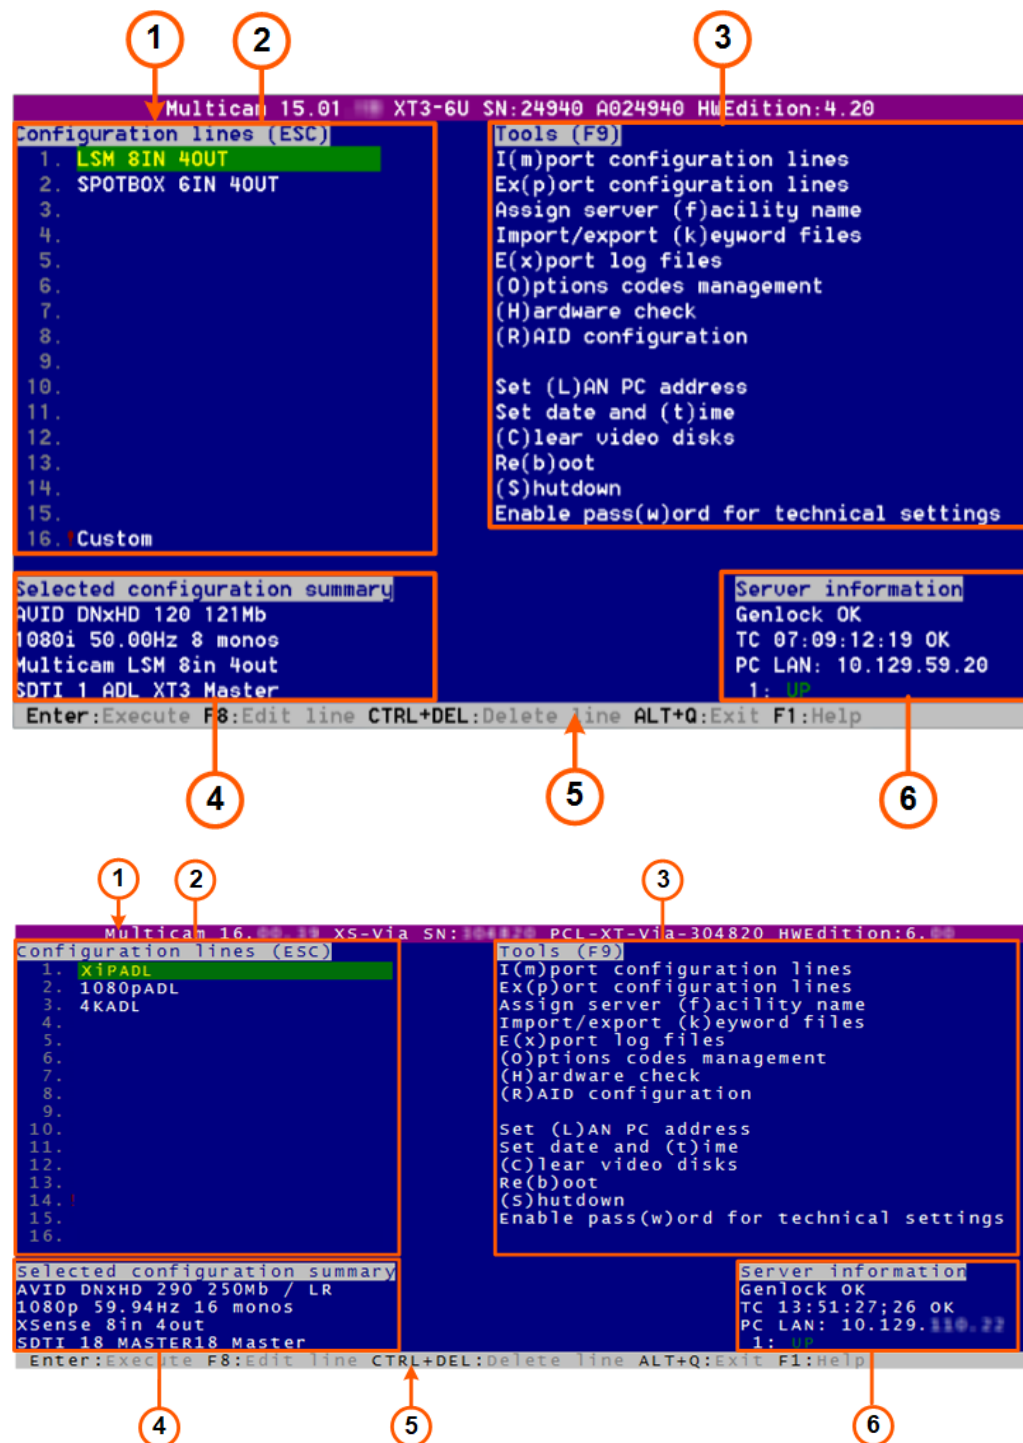 1 2 3
Multicam 15.01 XT3-6U SN:24940 A024940 HWEdition:4.20
Configuration lines (ESC)
1. LSM 8IN 4OUT
2. SPOTBOX 6IN 4OUT
3.
4.
5.
6.
7.
8.
9.
10.
11.
12.
13.
14.
15.
16. !Custom
Tools (F9)
I(m)port configuration lines
Ex(p)ort configuration lines
Assign server (f)acility name
Import/export (k)eyword files
E(x)port log files
(O)ptions codes management
(H)ardware check
(R)AID configuration
Set (L)AN PC address
Set date and (t)ime
(C)lear video disks
Re(b)oot
(S)hutdown
Enable pass(w)ord for technical settings
Selected configuration summary
AVID DNxHD 120 121Mb
1080i 50.00Hz 8 monos
Multicam LSM 8in 4out
SDTI 1 ADL XT3 Master
Server information
Genlock OK
TC 07:09:12:19 OK
PC LAN: 10.129.59.20
1: UP
Enter:Execute F8:Edit line CTRL+DEL:Delete line ALT+Q:Exit F1:Help
4 5 6
1 2 3
Multicam 16. XS-Via SN: PCL-XT-Via-304820 HWEdition:6.
Configuration lines (ESC)
1. XiPADL
2. 1080pADL
3. 4KADL
4.
5.
6.
7.
8.
9.
10.
11.
12.
13.
14. !
15.
16.
Tools (F9)
I(m)port configuration lines
Ex(p)ort configuration lines
Assign server (f)acility name
Import/export (k)eyword files
E(x)port log files
(O)ptions codes management
(H)ardware check
(R)AID configuration
Set (L)AN PC address
Set date and (t)ime
(C)lear video disks
Re(b)oot
(S)hutdown
Enable pass(w)ord for technical settings
Selected configuration summary
AVID DNxHD 290 250Mb / LR
1080p 59.94Hz 16 monos
XSense 8in 4out
SDTI 18 MASTER18 Master
Server information
Genlock OK
TC 13:51:27;26 OK
PC LAN: 10.129.
1: UP
Enter:Execute F8:Edit line CTRL+DEL:Delete line ALT+Q:Exit F1:Help
4 5 6